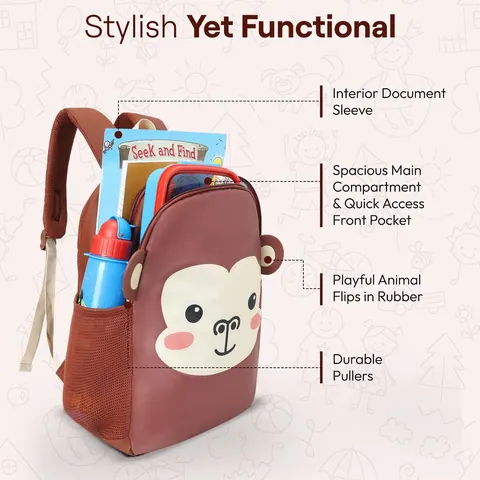 Stylish Yet Functional
Interior Document
Sleeve
Seek and Find
Spacious Main
Compartment
& Quick Access
Front Pocket
Playful Animal
Flips in Rubber
Durable
Pullers